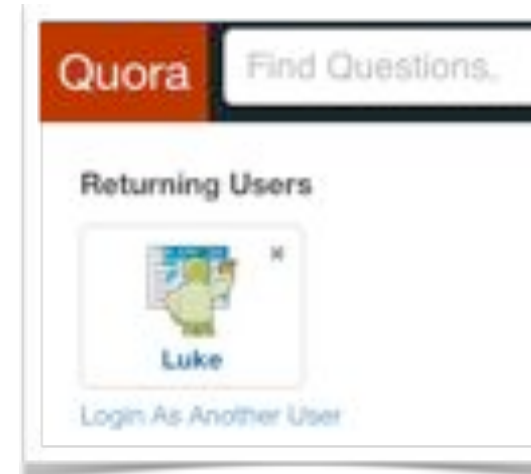 Quora
Find Questions,
Returning Users
×
Luke
Login As Another User